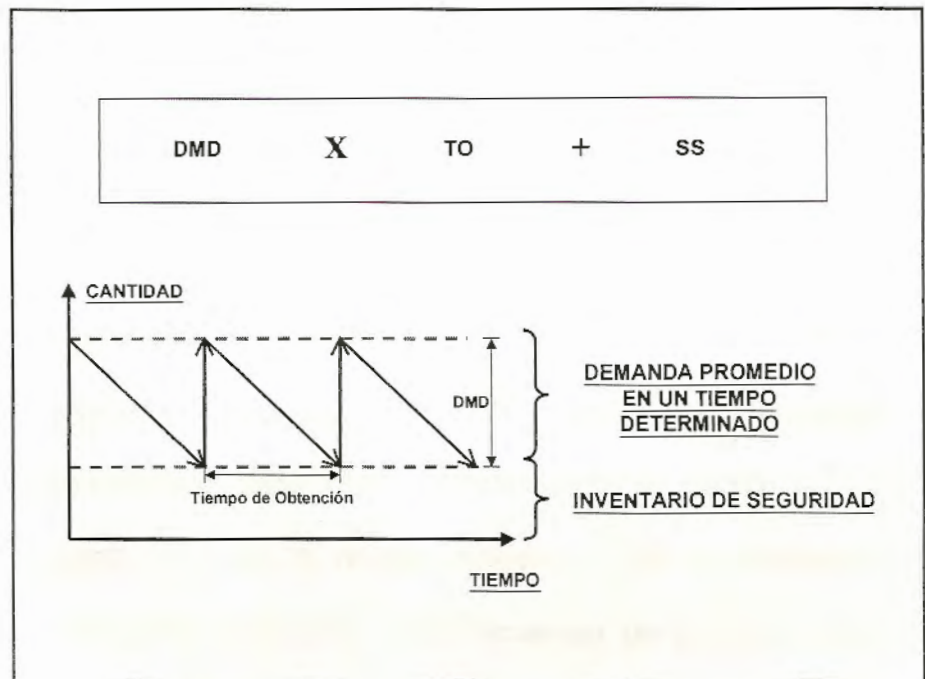 DMD X TO + SS
CANTIDAD
DMD
Tiempo de Obtención
DEMANDA PROMEDIO
EN UN TIEMPO
DETERMINADO
INVENTARIO DE SEGURIDAD
TIEMPO